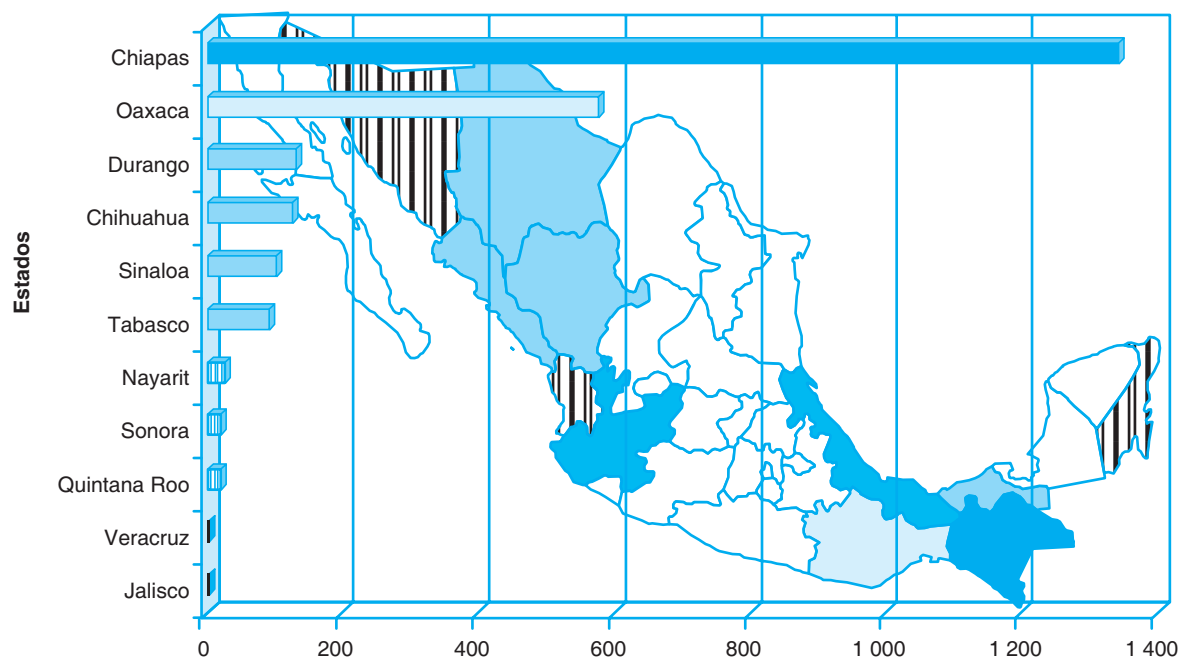 Estados
Chiapas
Oaxaca
Durango
Chihuahua
Sinaloa
Tabasco
Nayarit
Sonora
Quintana Roo
Veracruz
Jalisco
0 200 400 600 800 1 000 1 200 1 400